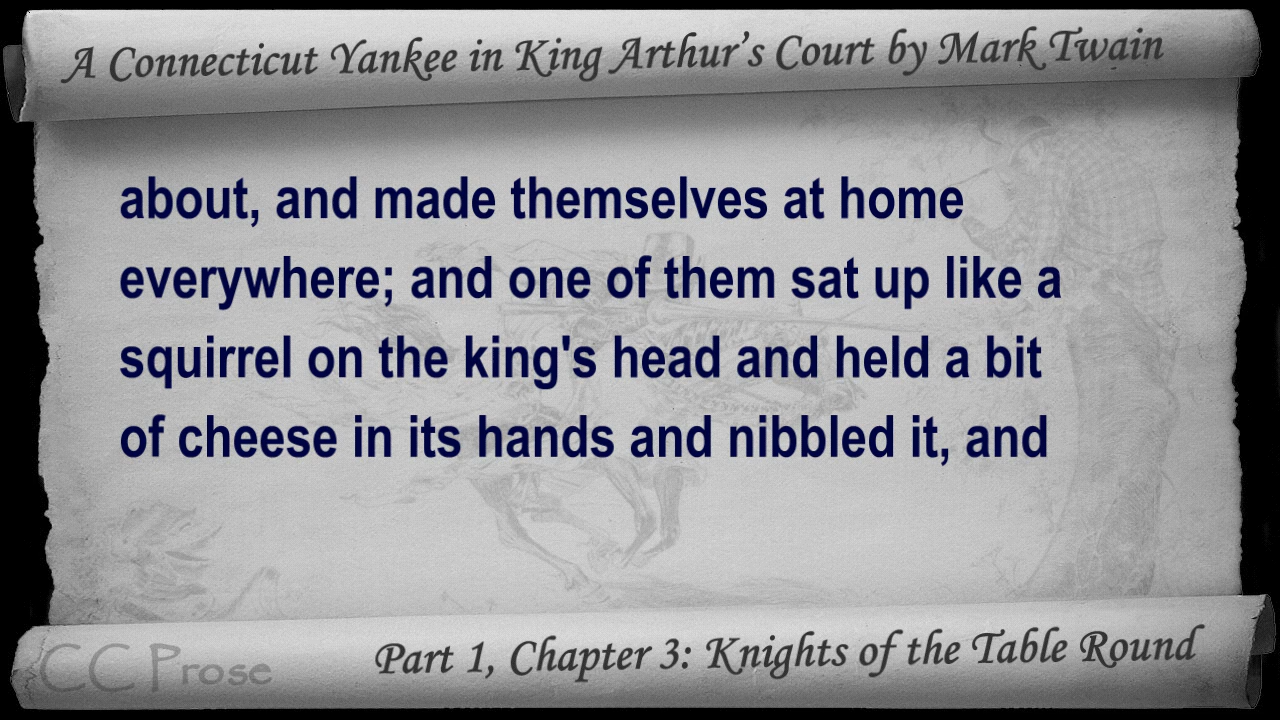 A Connecticut Yankee in King Arthur’s Court by Mark Twain
about, and made themselves at home
everywhere; and one of them sat up like a
squirrel on the king's head and held a bit
of cheese in its hands and nibbled it, and
CC Prose
Part 1, Chapter 3: Knights of the Table Round